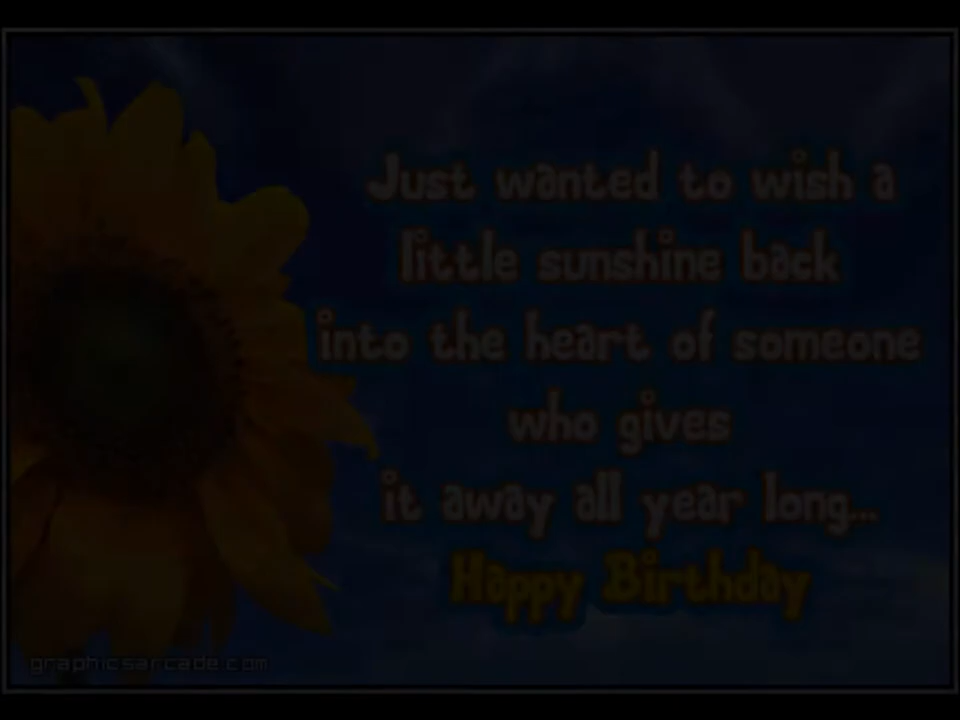 Just wanted to wish a
little sunshine back
into the heart of someone
who gives
it away all year long...
Happy Birthday
graphicsarcade.com